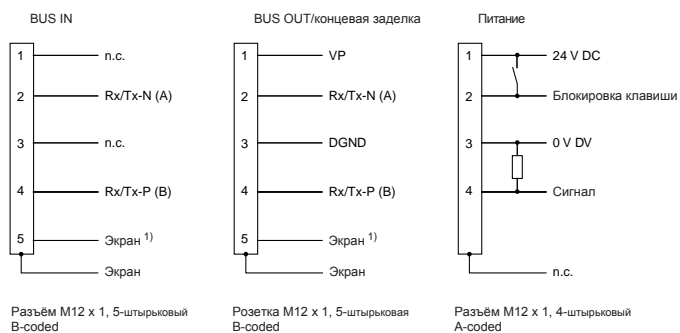 BUS IN
1 n.c.
2 Rx/Tx-N (A)
3 n.c.
4 Rx/Tx-P (B)
5 Экран 1)
Экран
Разъём M12 x 1, 5-штырьковый
B-coded
BUS OUT/концевая заделка
1 VP
2 Rx/Tx-N (A)
3 DGND
4 Rx/Tx-P (B)
5 Экран 1)
Экран
Розетка M12 x 1, 5-штырьковая
B-coded
Питание
1 24 V DC
2 Блокировка клавиши
3 0 V DV
4 Сигнал
n.c.
Разъём M12 x 1, 4-штырьковый
A-coded